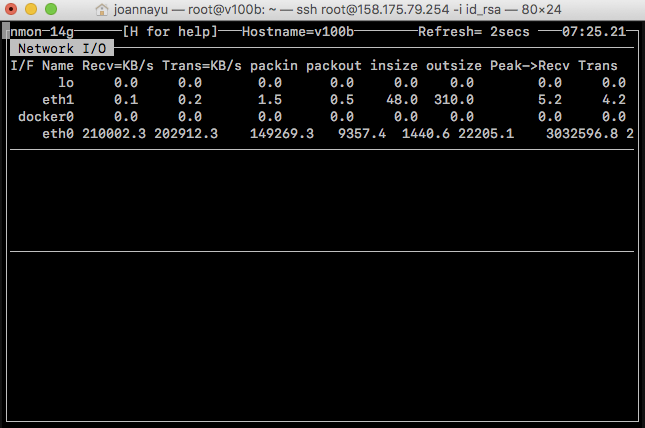 joannayu — root@v100b: ~ — ssh root@158.175.79.254 -i id_rsa — 80×24
nmon─14g [H for help] Hostname=v100b Refresh= 2secs 07:25.21
Network I/O
I/F Name Recv=KB/s Trans=KB/s packin packout insize outsize Peak->Recv Trans
lo 0.0 0.0 0.0 0.0 0.0 0.0 0.0 0.0
eth1 0.1 0.2 1.5 0.5 48.0 310.0 5.2 4.2
docker0 0.0 0.0 0.0 0.0 0.0 0.0 0.0 0.0
eth0 210002.3 202912.3 149269.3 9357.4 1440.6 22205.1 3032596.8 2